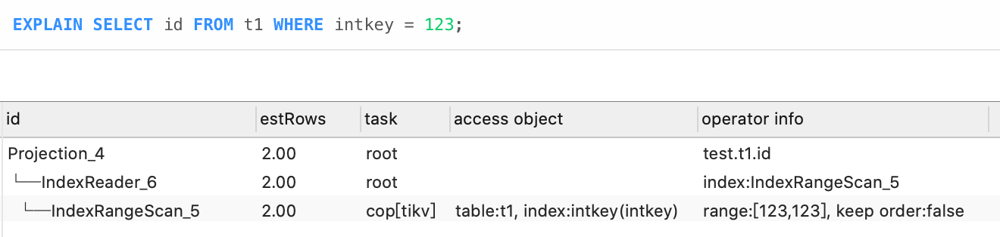 EXPLAIN SELECT id FROM t1 WHERE intkey = 123;
id estRows task access object operator info
Projection_4 2.00 root test.t1.id
└─IndexReader_6 2.00 root index:IndexRangeScan_5
└─IndexRangeScan_5 2.00 cop[tikv] table:t1, index:intkey(intkey) range:[123,123], keep order:false